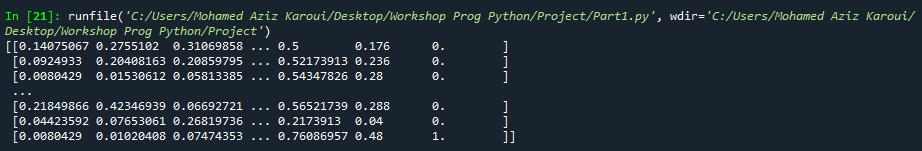 In [21]: runfile('C:/Users/Mohamed Aziz Karoui/Desktop/Workshop Prog Python/Project/Part1.py', wdir='C:/Users/Mohamed Aziz Karoui/
Desktop/Workshop Prog Python/Project')
[[0.14075067 0.2755102  0.31069858 ... 0.5        0.176      0.        ]
 [0.0924933  0.20408163 0.20859795 ... 0.52173913 0.236      0.        ]
 [0.0080429  0.01530612 0.05813385 ... 0.54347826 0.28       0.        ]
 ...
 [0.21849866 0.42346939 0.06692721 ... 0.56521739 0.288      0.        ]
 [0.04423592 0.07653061 0.26819736 ... 0.2173913  0.04       0.        ]
 [0.0080429  0.01020408 0.07474353 ... 0.76086957 0.48       1.        ]]